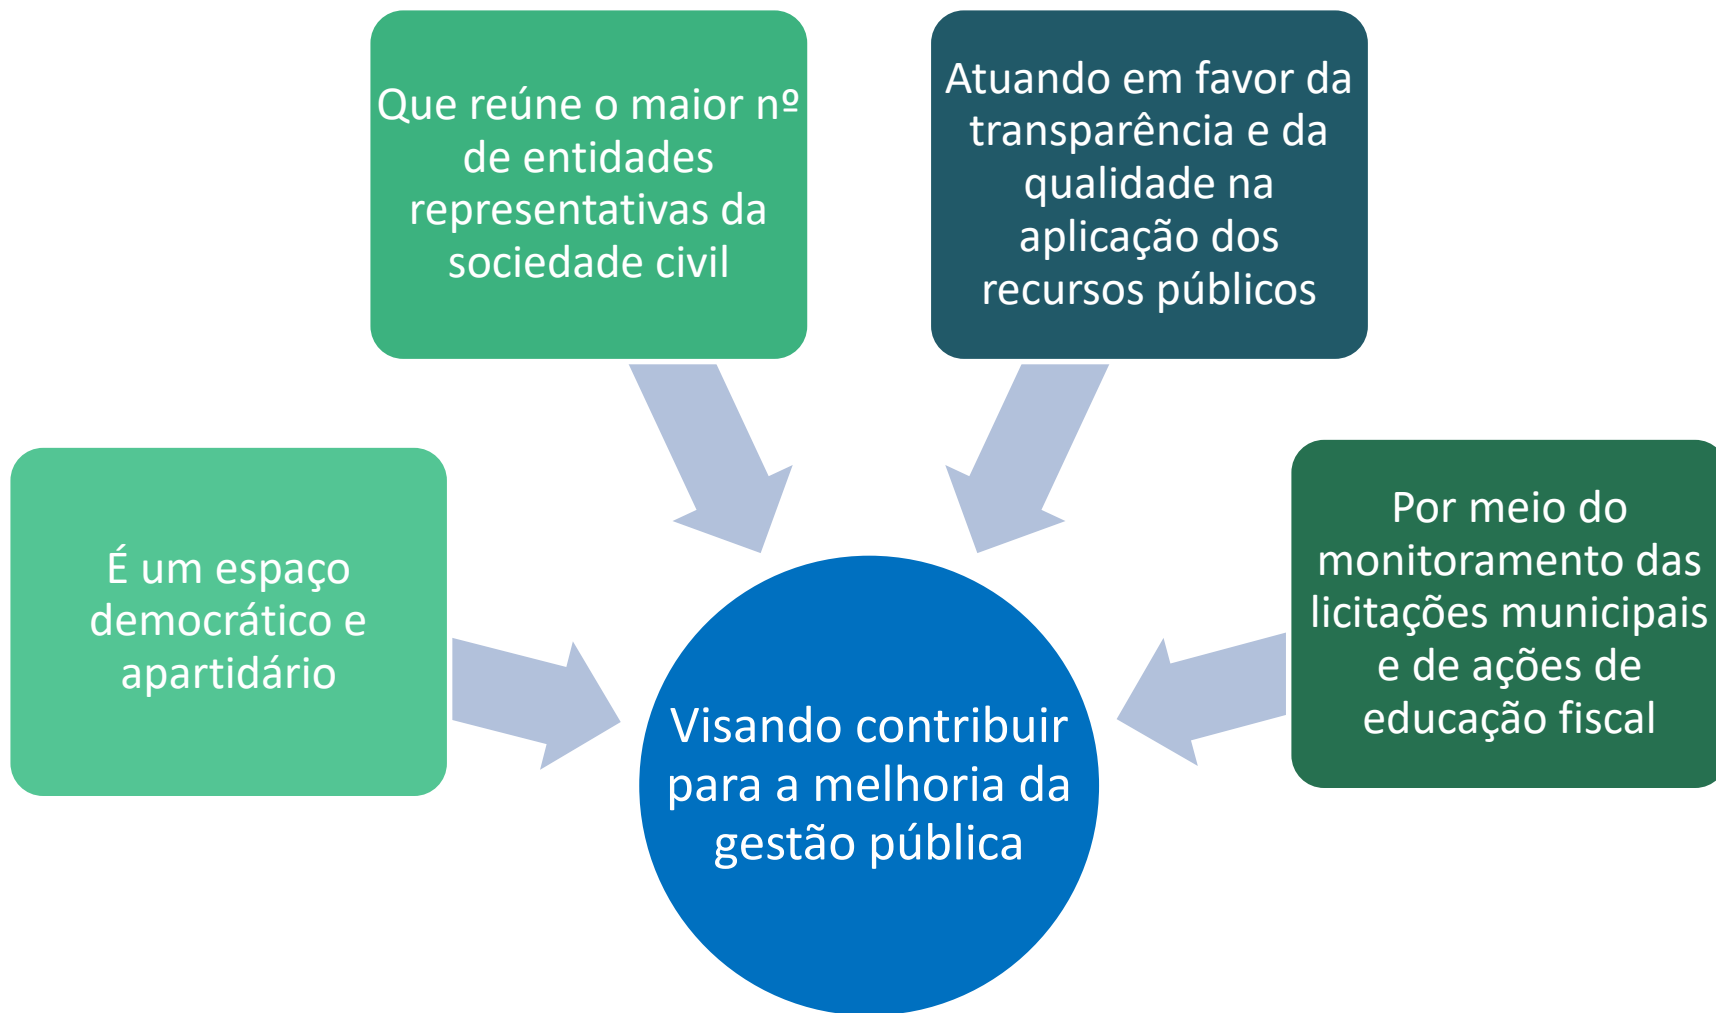 É um espaço
democrático e
apartidário
Que reúne o maior nº
de entidades
representativas da
sociedade civil
Atuando em favor da
transparência e da
qualidade na
aplicação dos
recursos públicos
Por meio do
monitoramento das
licitações municipais
e de ações de
educação fiscal
Visando contribuir
para a melhoria da
gestão pública